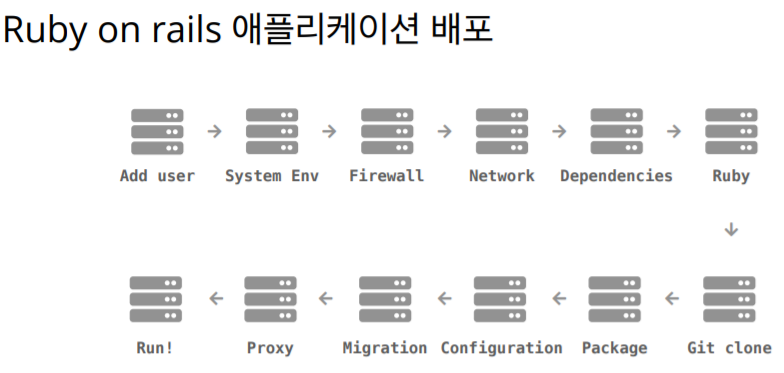 Ruby on rails 애플리케이션 배포
Add user
System Env
Firewall
Network
Dependencies
Ruby
Git clone
Package
Configuration
Migration
Proxy
Run!